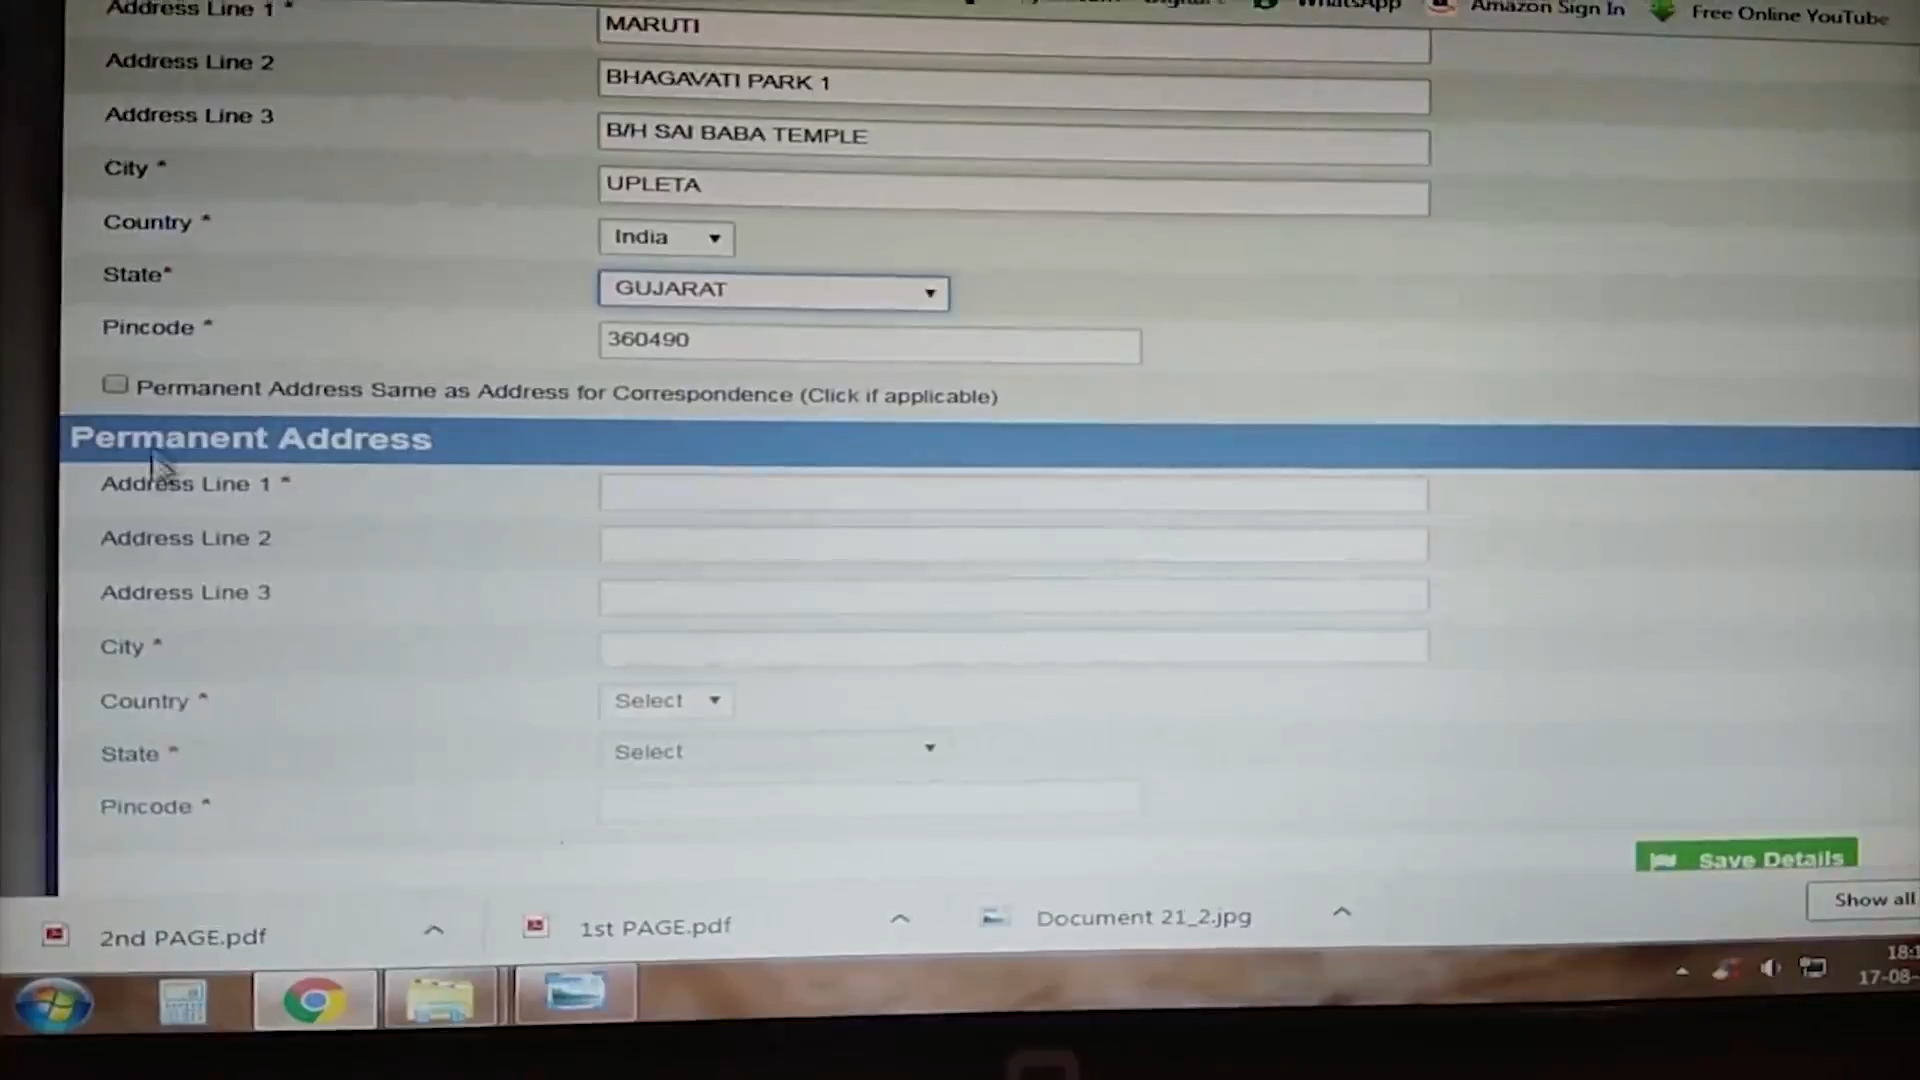 WhatsApp Amazon Sign In Free Online YouTube
Address Line 1 * MARUTI
Address Line 2 BHAGAVATI PARK 1
Address Line 3 B/H SAI BABA TEMPLE
City * UPLETA
Country * India
State* GUJARAT
Pincode * 360490
Permanent Address Same as Address for Correspondence (Click if applicable)
Permanent Address
Address Line 1 *
Address Line 2
Address Line 3
City *
Country * Select
State * Select
Pincode *
Save Details
Show all
2nd PAGE.pdf 1st PAGE.pdf Document 21_2.jpg
18:1
17-08-